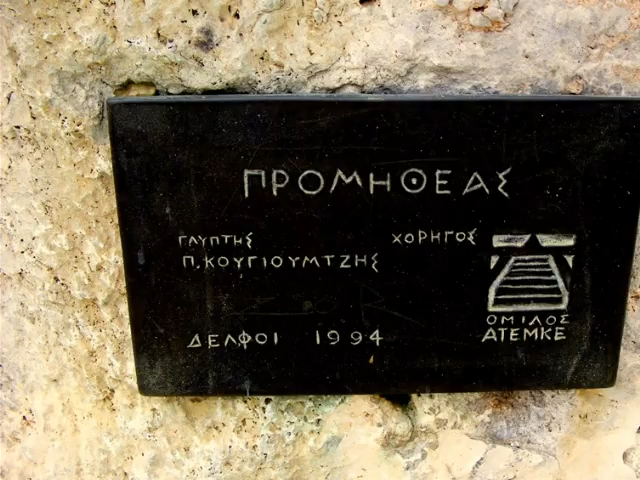 ΠΡΟΜΗΘΕΑΣ
ΓΛΥΠΤΗΣ
Π. ΚΟΥΓΙΟΥΜΤΖΗΣ
ΧΟΡΗΓΟΣ
ΟΜΙΛΟΣ
ΑΤΕΜΚΕ
ΔΕΛΦΟΙ 1994